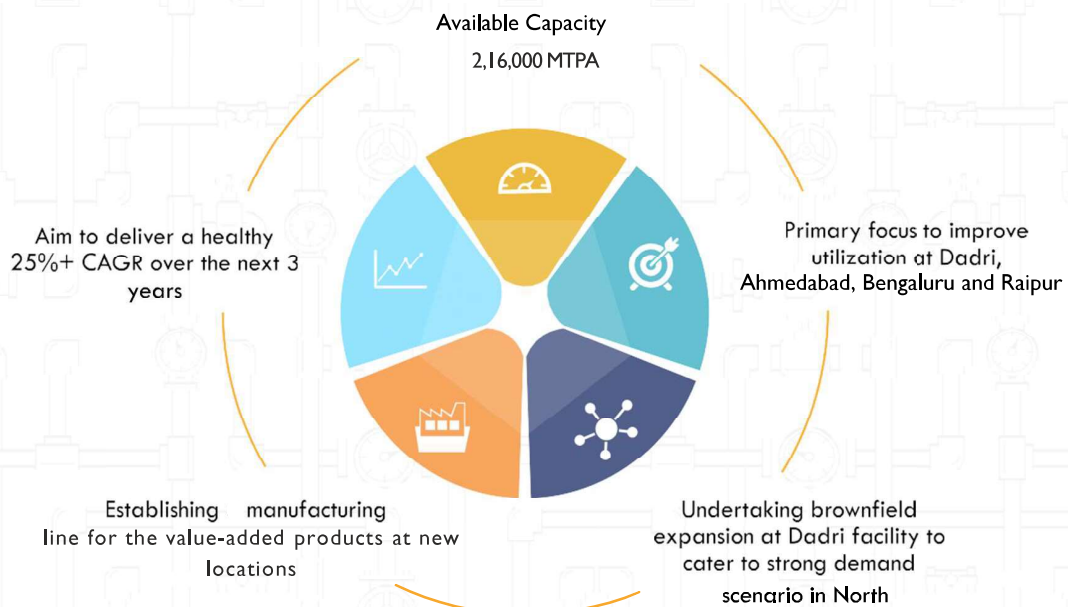 Available Capacity
2,16,000 MTPA
Primary focus to improve
utilization at Dadri,
Ahmedabad, Bengaluru and Raipur
Undertaking brownfield
expansion at Dadri facility to
cater to strong demand
scenario in North
Establishing manufacturing
line for the value-added products at new
locations
Aim to deliver a healthy
25%+ CAGR over the next 3
years